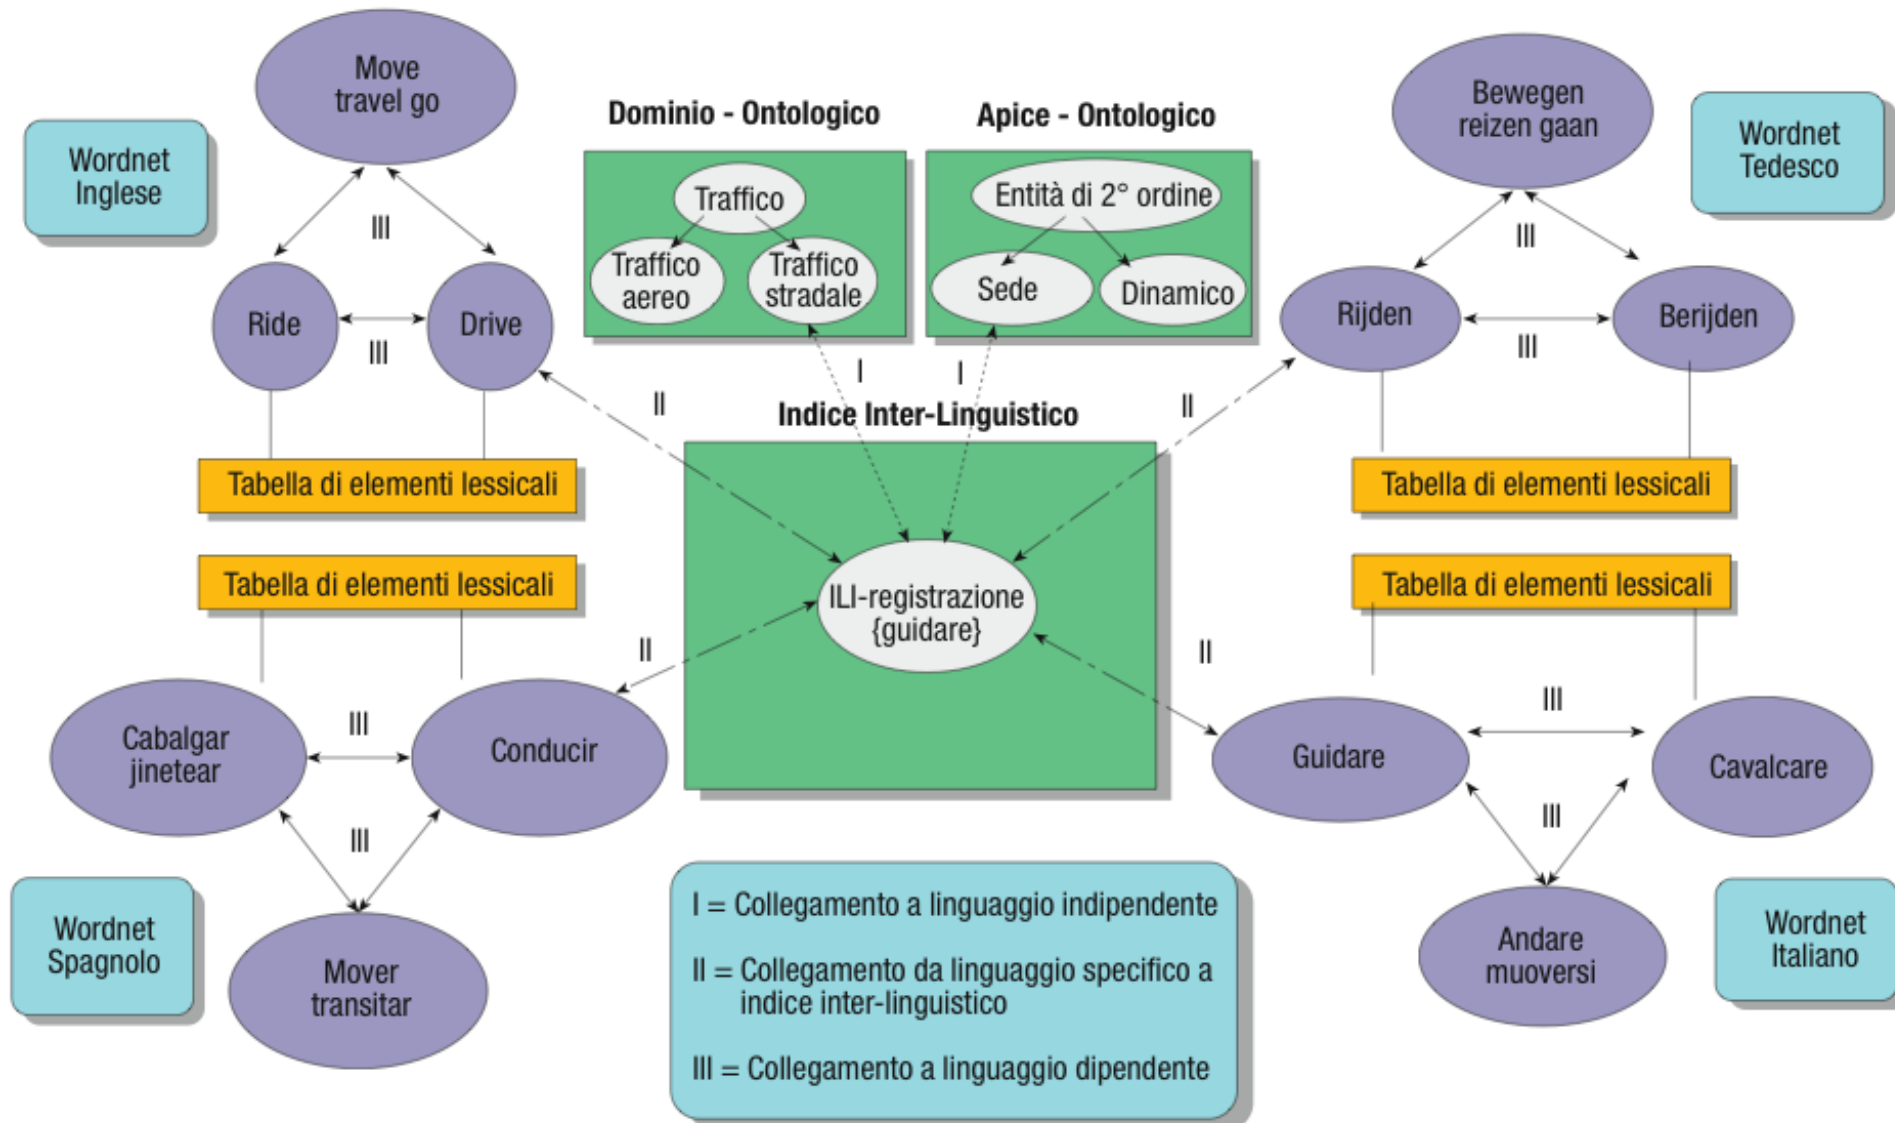 Move
travel go
Wordnet
Inglese
III
Ride
III
Drive
Tabella di elementi lessicali
Dominio - Ontologico
Traffico
Traffico
aereo
Traffico
stradale
Apice - Ontologico
Entità di 2° ordine
Sede
Dinamico
Bewegen
reizen gaan
Wordnet
Tedesco
III
Rijden
III
Berijden
Tabella di elementi lessicali
I
I
II
II
Indice Inter-Linguistico
ILI-registrazione
{guidare}
II
II
Tabella di elementi lessicali
Cabalgar
jinetear
III
Conducir
III
Wordnet
Spagnolo
Mover
transitar
Tabella di elementi lessicali
Guidare
III
Cavalcare
III
Andare
muoversi
Wordnet
Italiano
I = Collegamento a linguaggio indipendente
II = Collegamento da linguaggio specifico a
indice inter-linguistico
III = Collegamento a linguaggio dipendente